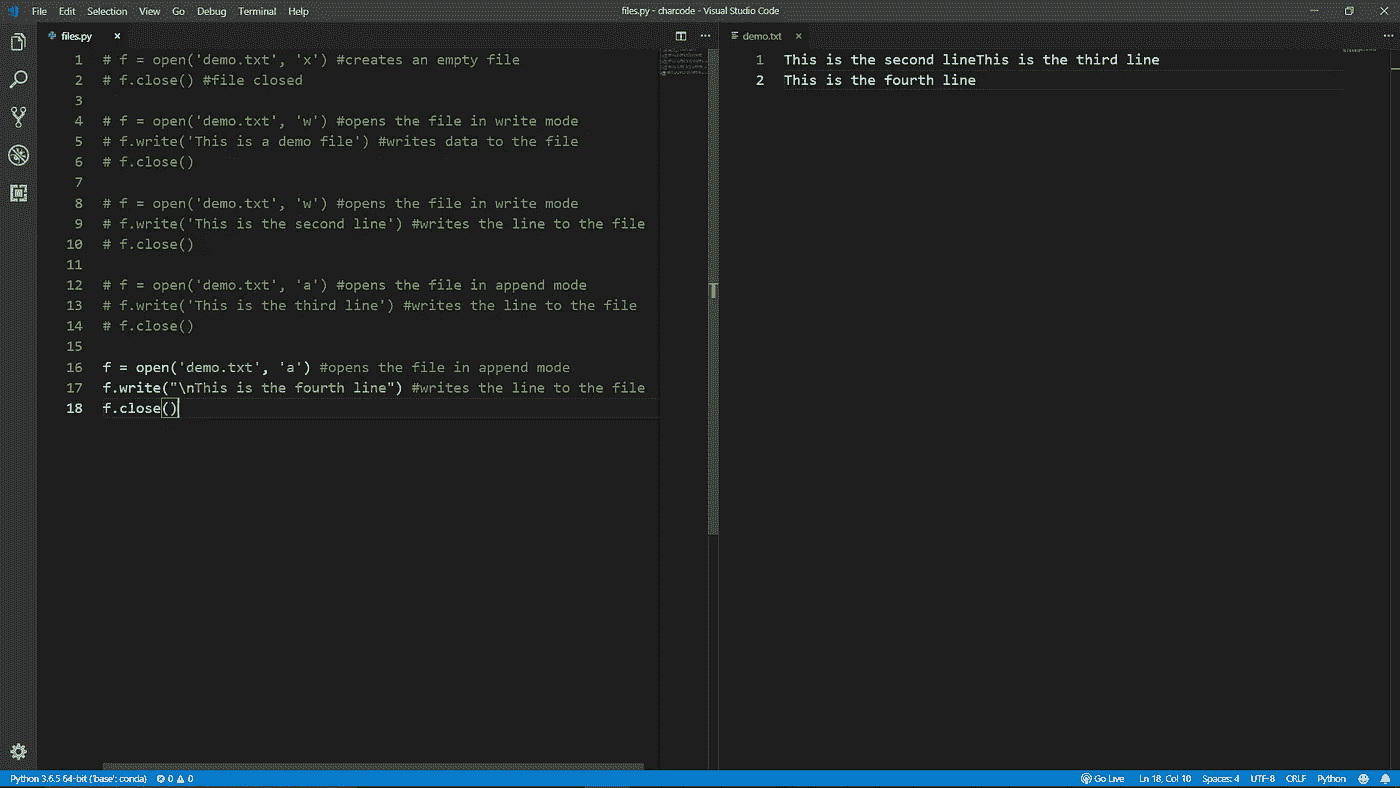 File Edit Selection View Go Debug Terminal Help
files.py - charcode - Visual Studio Code
files.py
1 # f = open('demo.txt', 'x') #creates an empty file
2 # f.close() #file closed
3
4 # f = open('demo.txt', 'w') #opens the file in write mode
5 # f.write('This is a demo file') #writes data to the file
6 # f.close()
7
8 # f = open('demo.txt', 'w') #opens the file in write mode
9 # f.write('This is the second line') #writes the line to the file
10 # f.close()
11
12 # f = open('demo.txt', 'a') #opens the file in append mode
13 # f.write('This is the third line') #writes the line to the file
14 # f.close()
15
16 f = open('demo.txt', 'a') #opens the file in append mode
17 f.write("\nThis is the fourth line") #writes the line to the file
18 f.close()
demo.txt
1 This is the second lineThis is the third line
2 This is the fourth line
Python 3.6.5 64-bit ('base': conda) 0 0 Go Live Ln 18, Col 10 Spaces: 4 UTF-8 CRLF Python